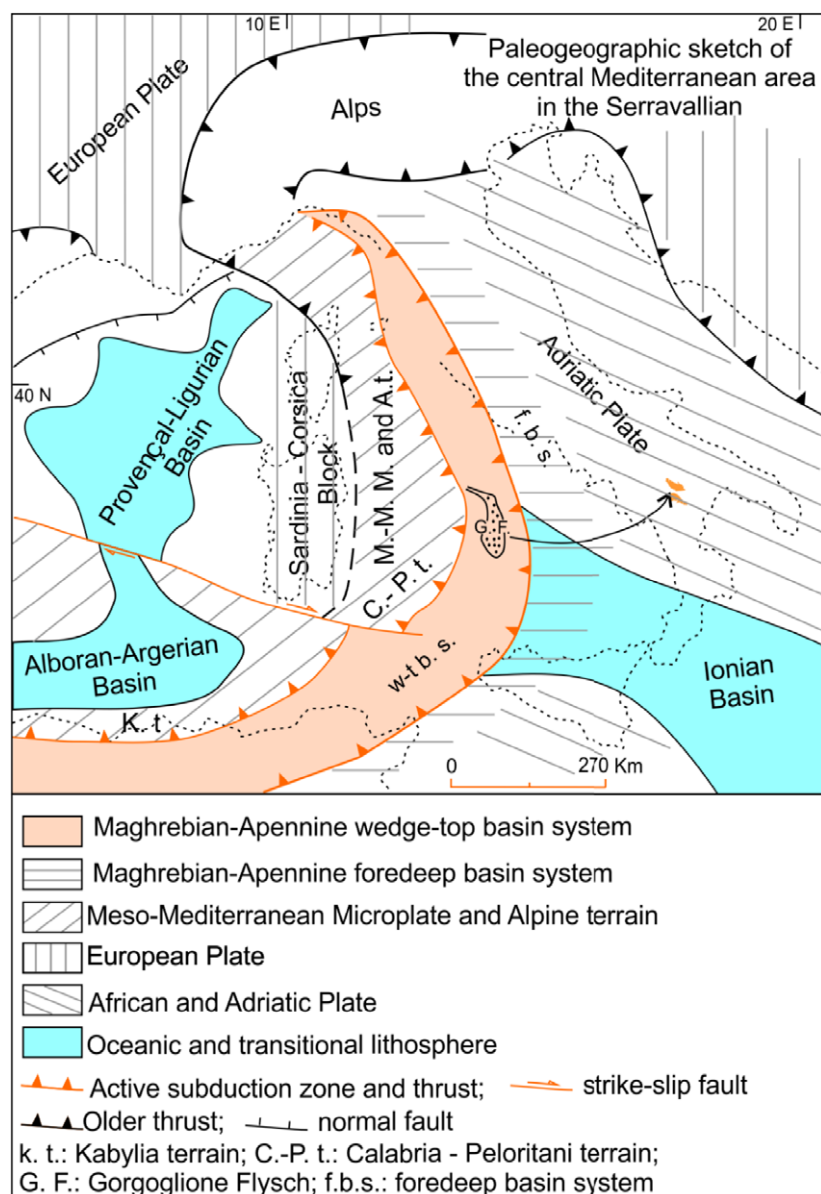 10 E
20 E
Paleogeographic sketch of
the central Mediterranean area
in the Serravallian
European Plate
Alps
40 N
Provençal-Ligurian
Basin
Sardinia - Corsica
Block
M.-M. M. and A.t.
C.- P. t.
f. b. s.
Adriatic Plate
G. F.
Alboran-Argerian
Basin
w-t b. s.
Ionian
Basin
K. t
0
270 Km
Maghrebian-Apennine wedge-top basin system
Maghrebian-Apennine foredeep basin system
Meso-Mediterranean Microplate and Alpine terrain
European Plate
African and Adriatic Plate
Oceanic and transitional lithosphere
Active subduction zone and thrust; strike-slip fault
Older thrust; normal fault
k. t.: Kabylia terrain; C.-P. t.: Calabria - Peloritani terrain;
G. F.: Gorgoglione Flysch; f.b.s.: foredeep basin system